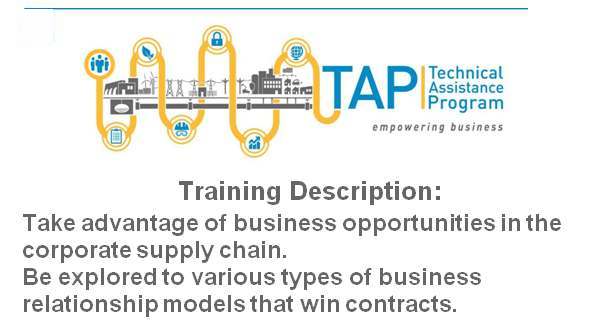 TAP
Technical
Assistance
Program
empowering business
Training Description:
Take advantage of business opportunities in the
corporate supply chain.
Be explored to various types of business
relationship models that win contracts.